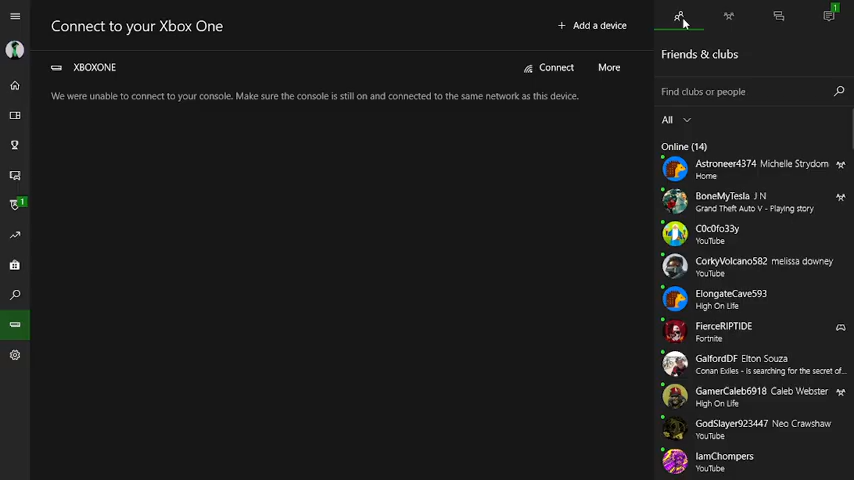 Connect to your Xbox One
+ Add a device
XBOXONE
Connect
More
We were unable to connect to your console. Make sure the console is still on and connected to the same network as this device.
1
1
Friends & clubs
Find clubs or people
All
Online (14)
Astroneer4374 Michelle Strydom
Home
BoneMyTesla J N
Grand Theft Auto V - Playing story
C0c0fo33y
YouTube
CorkyVolcano582 melissa downey
YouTube
ElongateCave593
High On Life
FierceRIPTIDE
Fortnite
GalfordDF Elton Souza
Conan Exiles - is searching for the secret of...
GamerCaleb6918 Caleb Webster
High On Life
GodSlayer923447 Neo Crawshaw
YouTube
IamChompers
YouTube